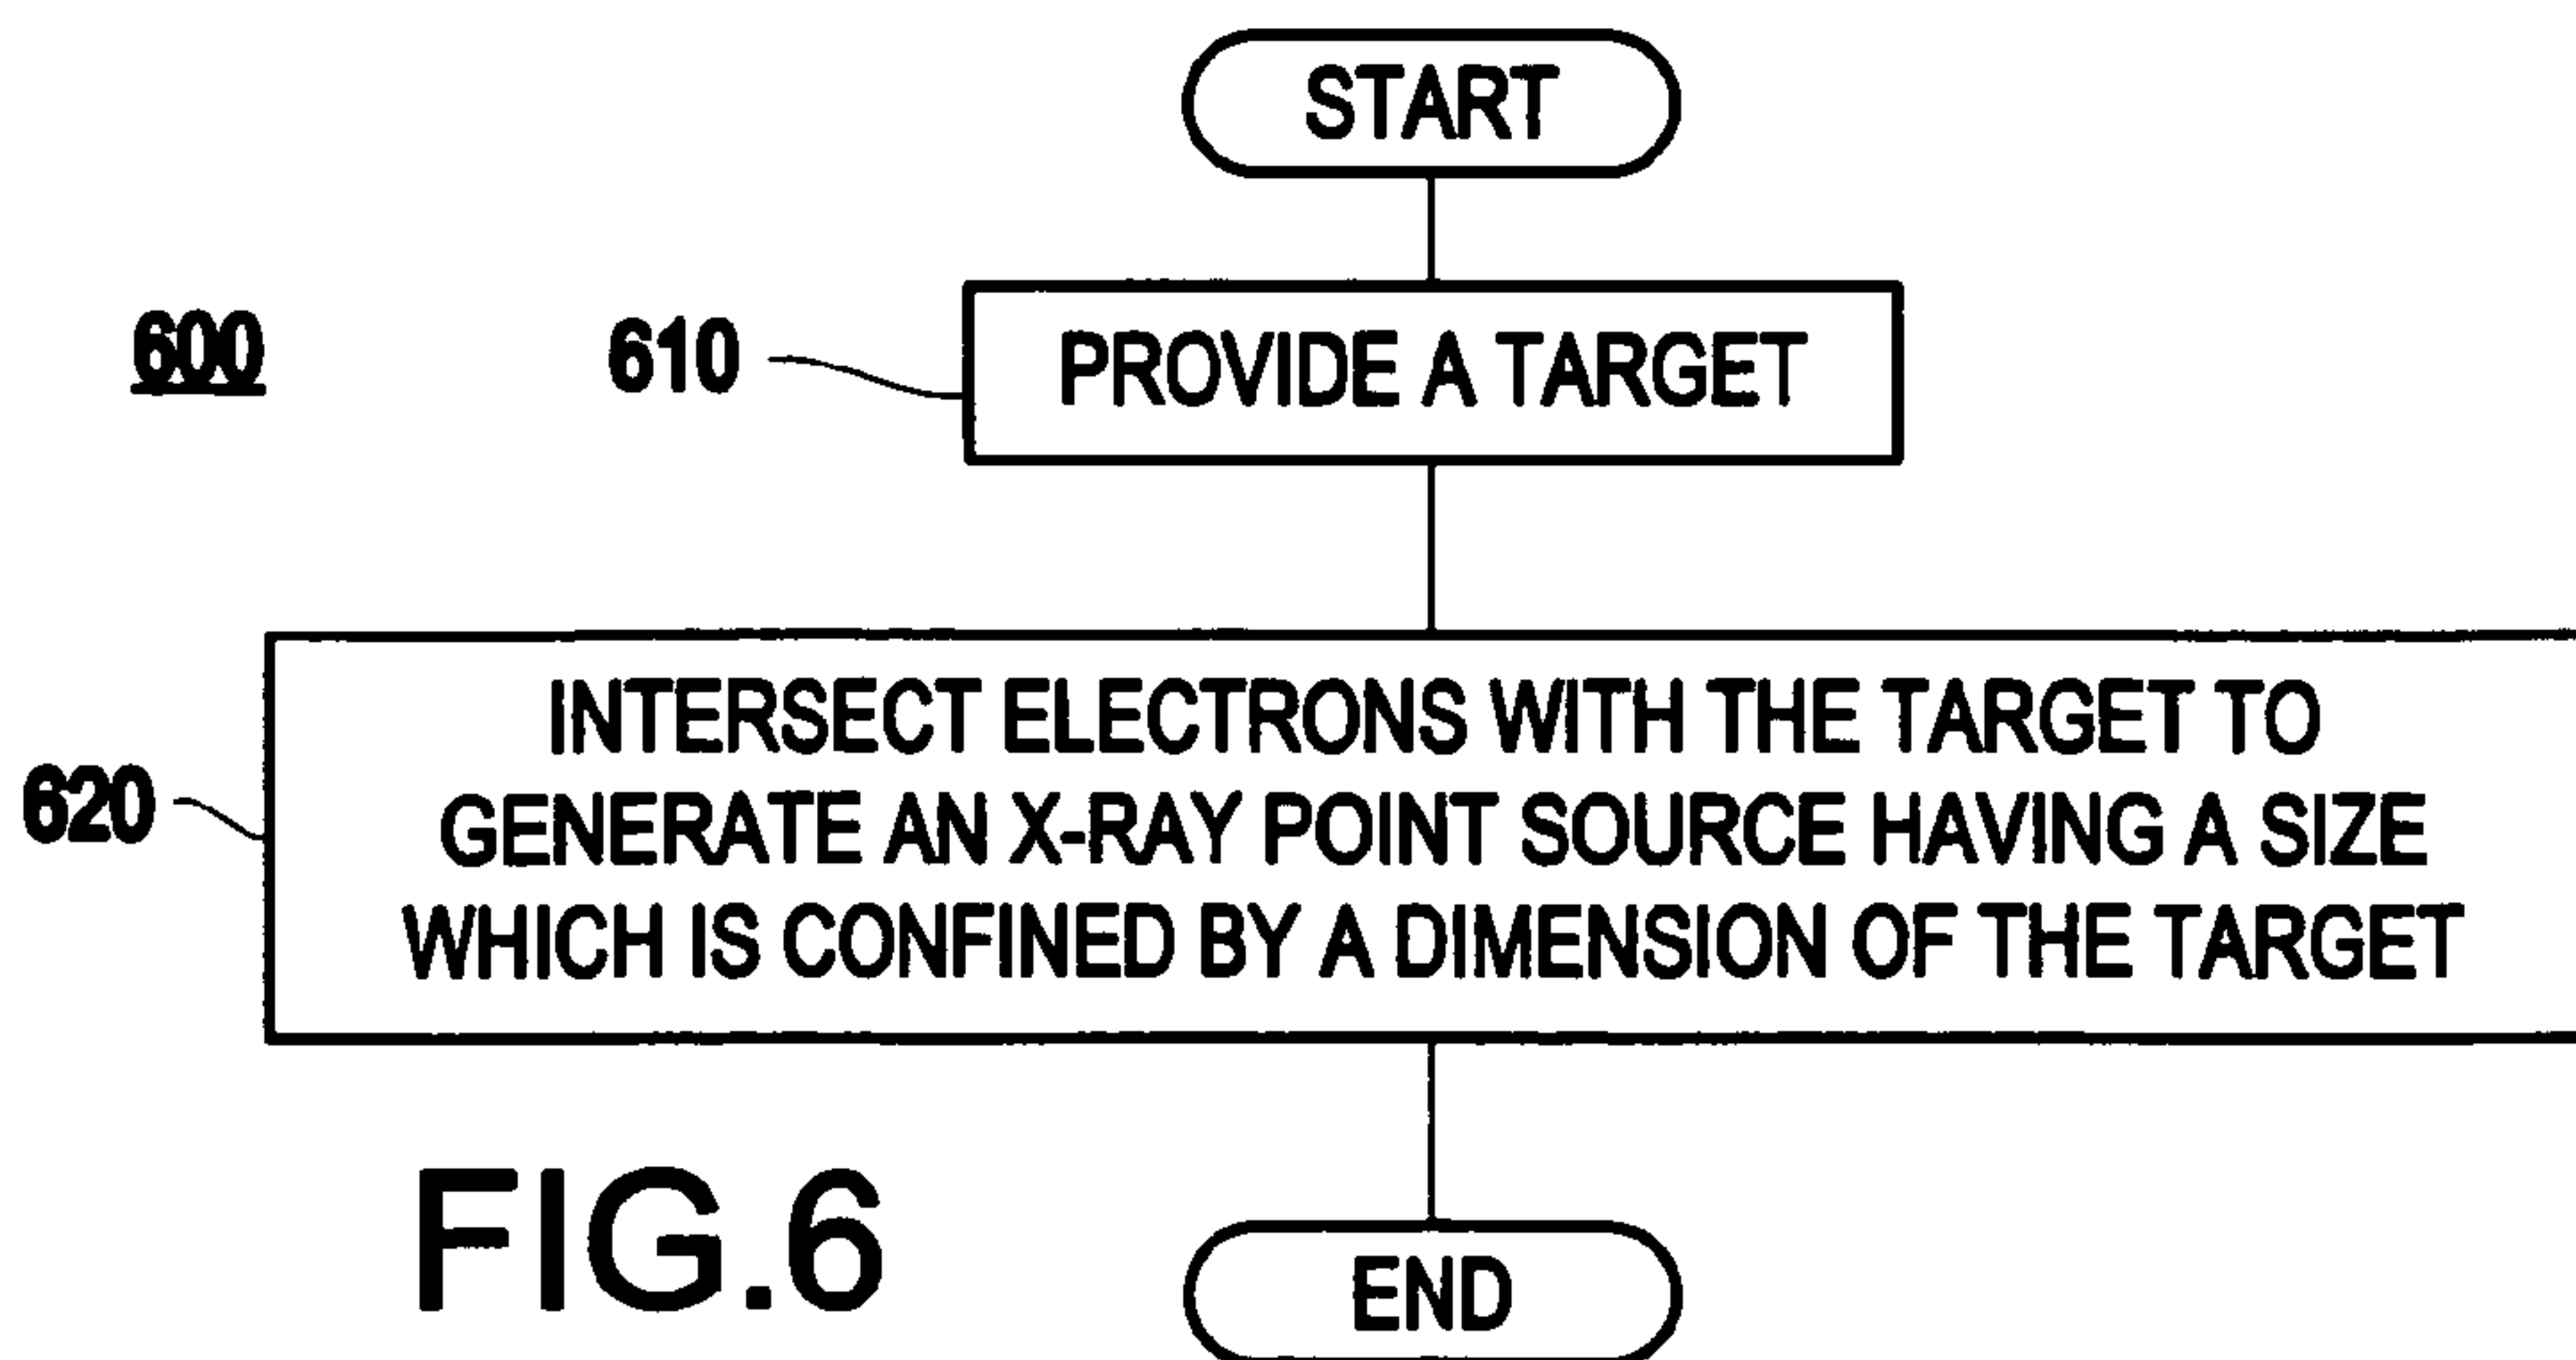 START
600
610
PROVIDE A TARGET
620
INTERSECT ELECTRONS WITH THE TARGET TO
GENERATE AN X-RAY POINT SOURCE HAVING A SIZE
WHICH IS CONFINED BY A DIMENSION OF THE TARGET
FIG.6
END